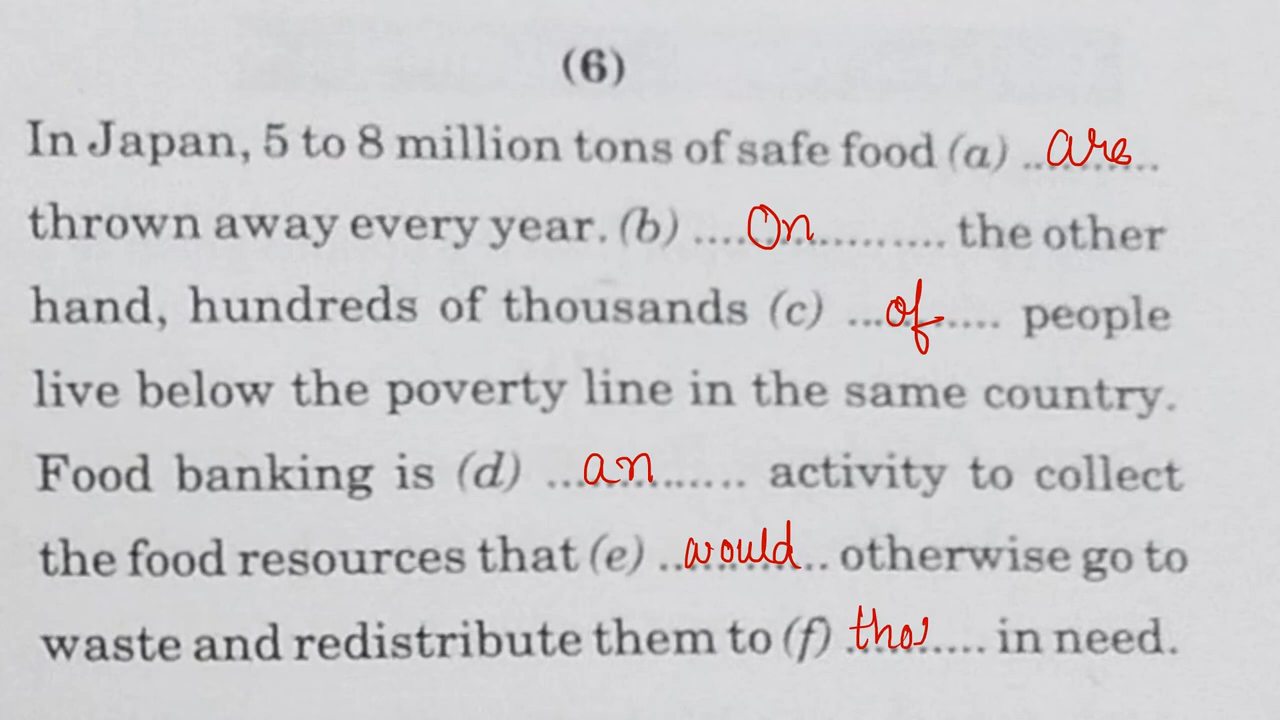 (6)
In Japan, 5 to 8 million tons of safe food (a) ..are..
thrown away every year. (b) ....On............ the other
hand, hundreds of thousands (c) ...of.... people
live below the poverty line in the same country.
Food banking is (d) ...an......... activity to collect
the food resources that (e) ..would.. otherwise go to
waste and redistribute them to (f) thos..... in need.